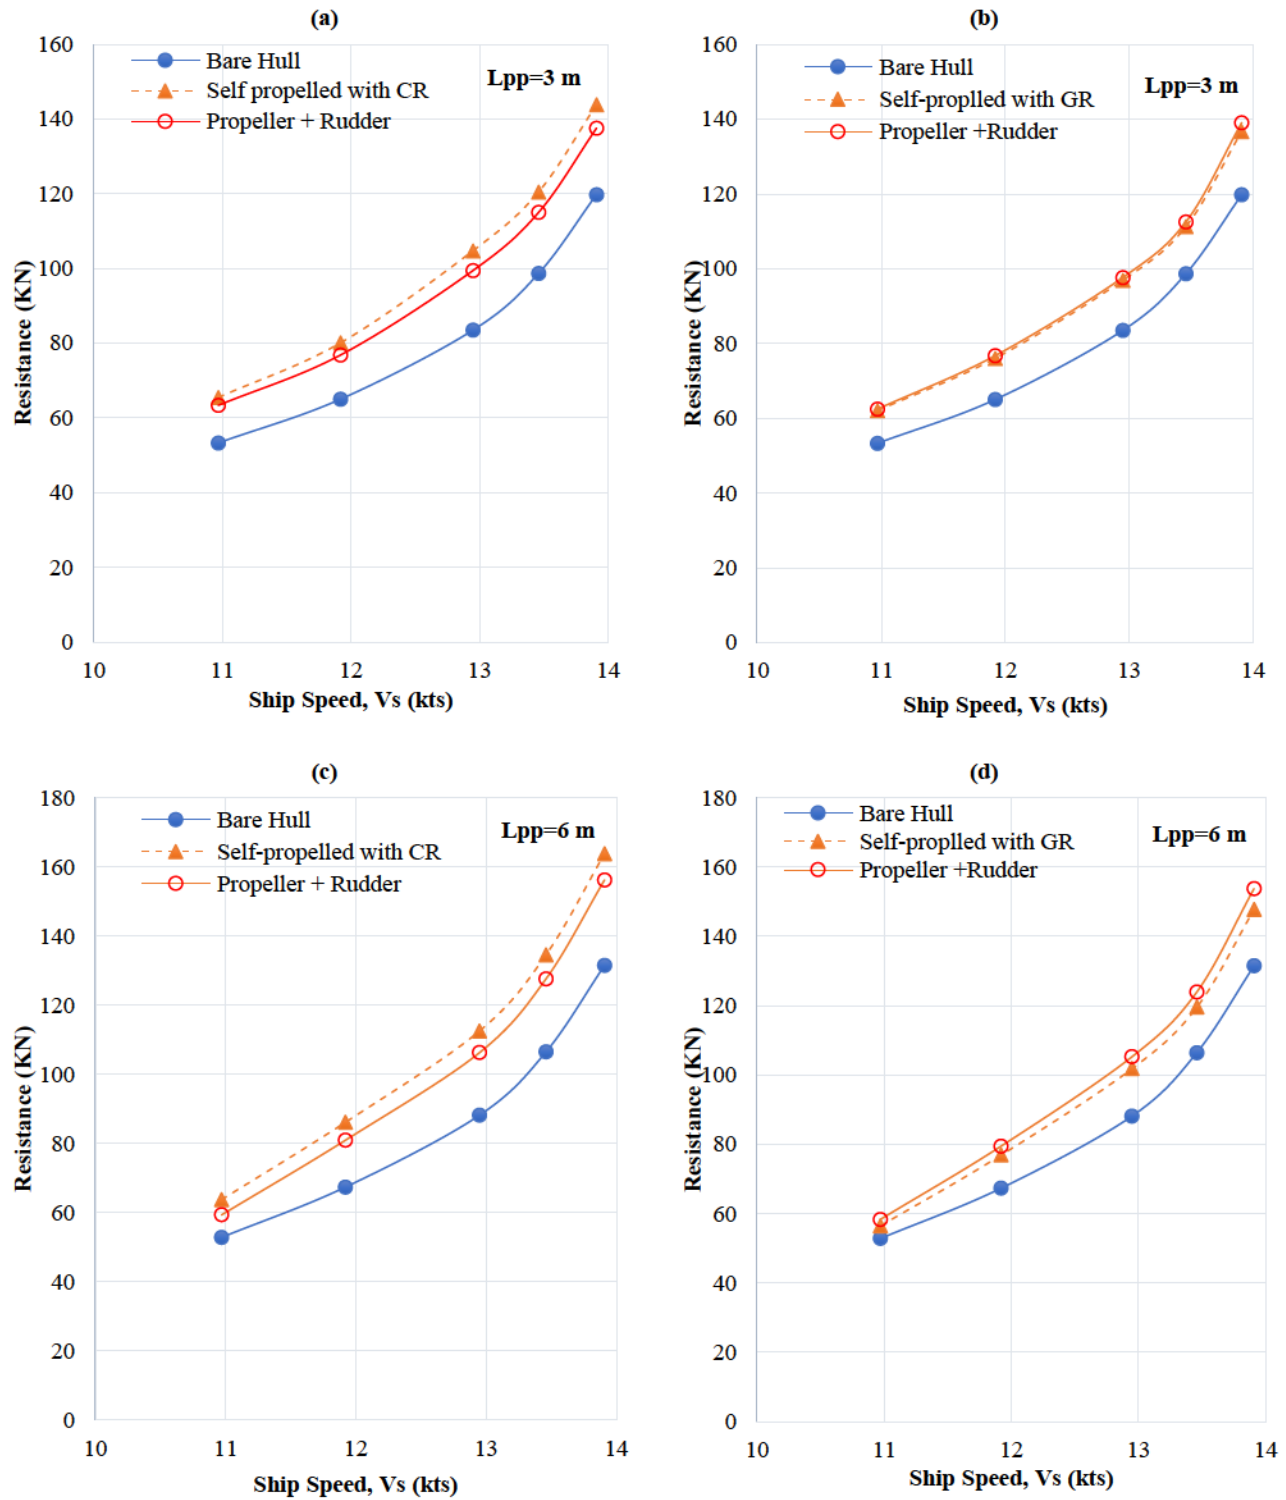 (a)
160
140
120
100
80
60
40
20
0
Resistance (KN)
Bare Hull
Self propelled with CR
Propeller + Rudder
Lpp=3 m
10 11 12 13 14
Ship Speed, Vs (kts)
(b)
160
140
120
100
80
60
40
20
0
Resistance (KN)
Bare Hull
Self-proplled with GR
Propeller +Rudder
Lpp=3 m
10 11 12 13 14
Ship Speed, Vs (kts)
(c)
180
160
140
120
100
80
60
40
20
0
Resistance (KN)
Bare Hull
Self-propelled with CR
Propeller + Rudder
Lpp=6 m
10 11 12 13 14
Ship Speed, Vs (kts)
(d)
180
160
140
120
100
80
60
40
20
0
Resistance (KN)
Bare Hull
Self-proplled with GR
Propeller +Rudder
Lpp=6 m
10 11 12 13 14
Ship Speed, Vs (kts)